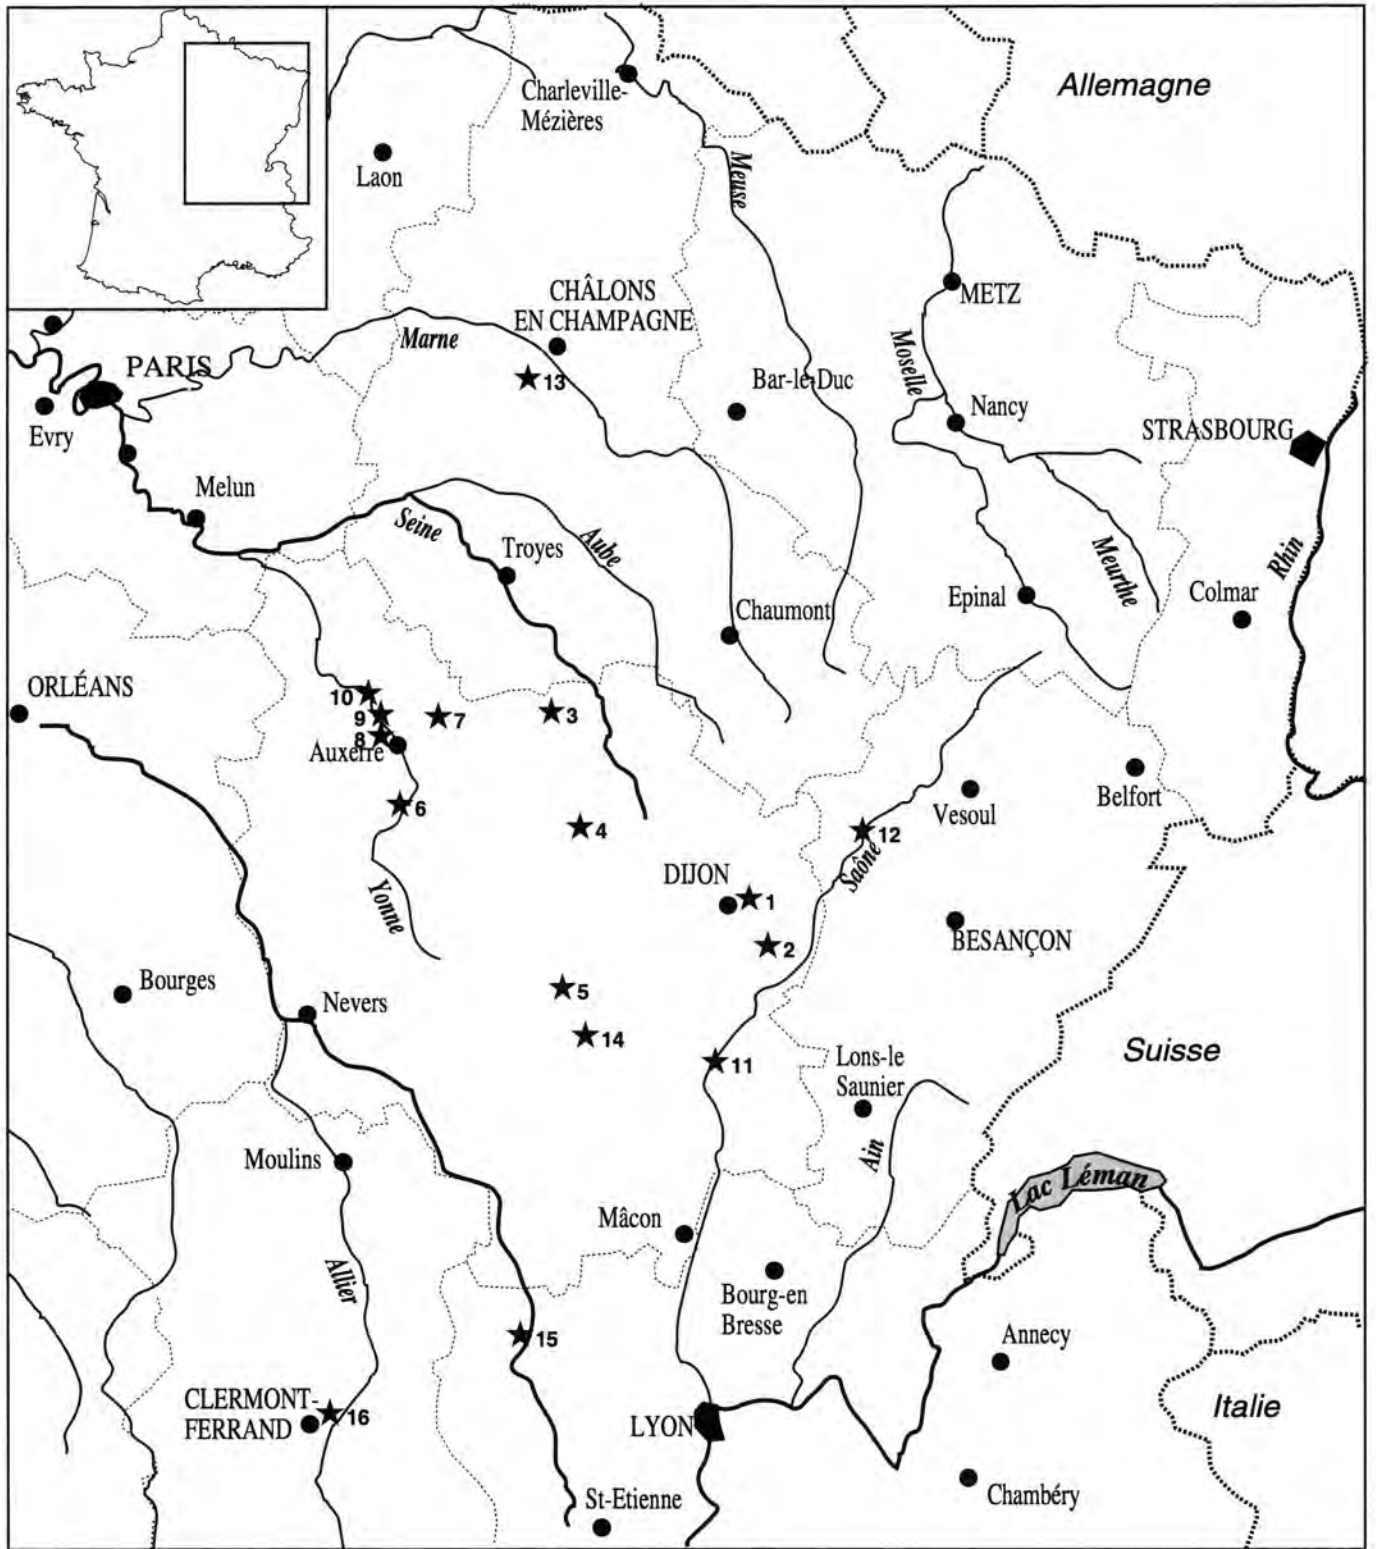 Allemagne
Charleville-
Mézières
Laon
Meuse
CHÂLONS
EN CHAMPAGNE
METZ
Marne
Moselle
PARIS
13
Bar-le-Duc
Nancy
Evry
STRASBOURG
Melun
Seine
Troyes
Aube
Meurthe
Rhin
Epinal
Colmar
Chaumont
ORLÉANS
10
9
7
3
8
Auxerre
Belfort
Vesoul
6
4
12
Saône
DIJON
1
Yonne
2
BESANÇON
Bourges
5
Nevers
14
11
Suisse
Lons-le
Saunier
Ain
Moulins
Lac Léman
Mâcon
Allier
Bourg-en
Bresse
15
Annecy
CLERMONT-
FERRAND
16
LYON
Italie
St-Etienne
Chambéry